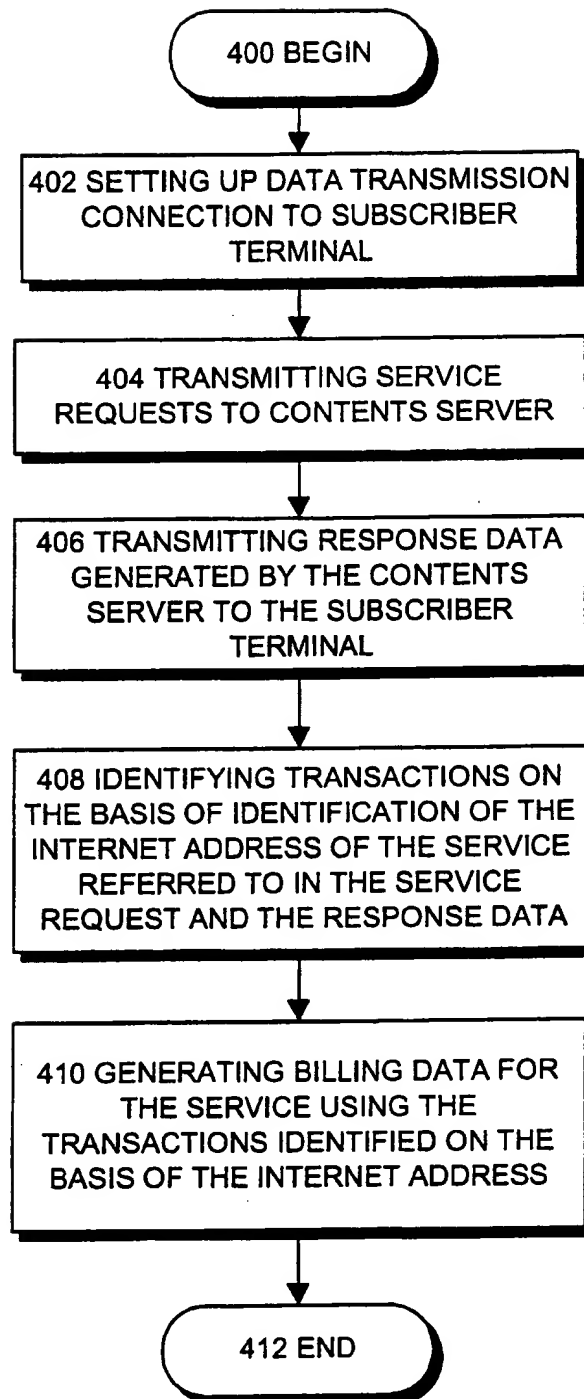 400 BEGIN
402 SETTING UP DATA TRANSMISSION
CONNECTION TO SUBSCRIBER
TERMINAL
404 TRANSMITTING SERVICE
REQUESTS TO CONTENTS SERVER
406 TRANSMITTING RESPONSE DATA
GENERATED BY THE CONTENTS
SERVER TO THE SUBSCRIBER
TERMINAL
408 IDENTIFYING TRANSACTIONS ON
THE BASIS OF IDENTIFICATION OF THE
INTERNET ADDRESS OF THE SERVICE
REFERRED TO IN THE SERVICE
REQUEST AND THE RESPONSE DATA
410 GENERATING BILLING DATA FOR
THE SERVICE USING THE
TRANSACTIONS IDENTIFIED ON THE
BASIS OF THE INTERNET ADDRESS
412 END